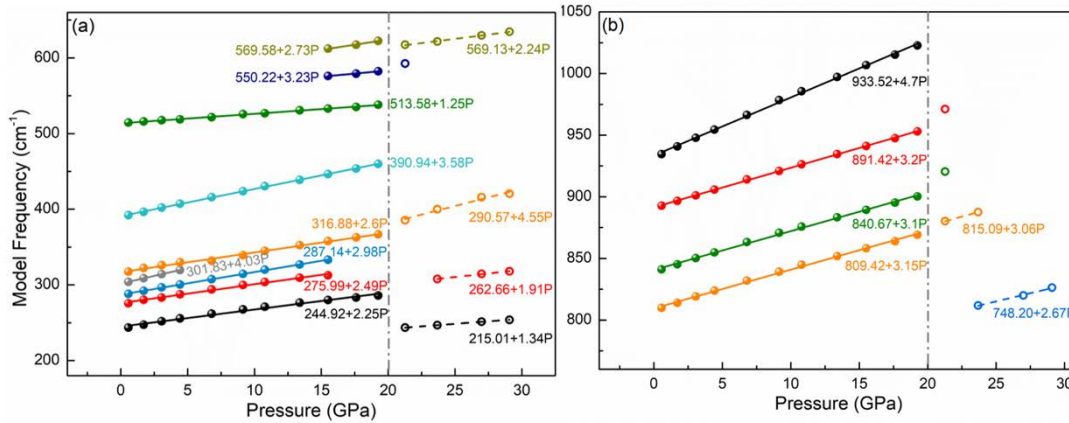 (a)
600
500
400
300
200
Model Frequency (cm⁻¹)
569.58+2.73P
569.13+2.24P
550.22+3.23P
513.58+1.25P
390.94+3.58P
316.88+2.6P
290.57+4.55P
301.83+4.03P
287.14+2.98P
275.99+2.49P
262.66+1.91P
244.92+2.25P
215.01+1.34P
0 5 10 15 20 25 30 35
Pressure (GPa)
(b)
1050
1000
950
900
850
800
933.52+4.7P
891.42+3.2P
840.67+3.1P
815.09+3.06P
809.42+3.15P
748.20+2.67P
0 5 10 15 20 25 30
Pressure (GPa)